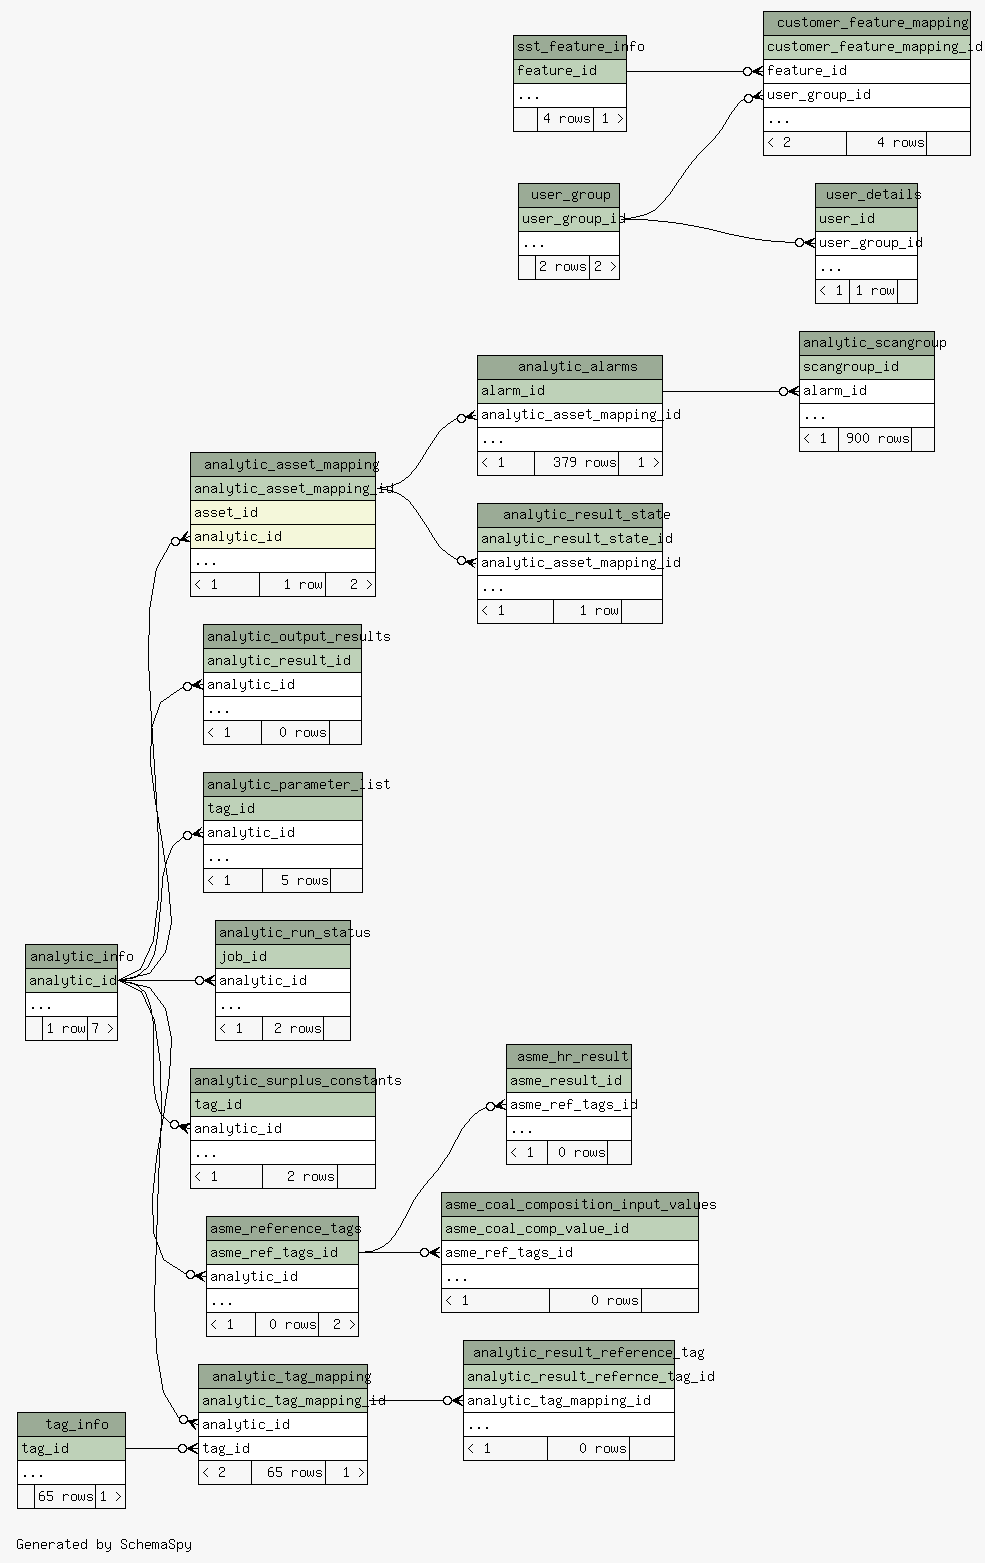 customer_feature_mapping
customer_feature_mapping_id
feature_id
user_group_id
...
< 2 4 rows
sst_feature_info
feature_id
...
4 rows 1 >
user_group
user_group_id
...
2 rows 2 >
user_details
user_id
user_group_id
...
< 1 1 row
analytic_scangroup
scangroup_id
alarm_id
...
< 1 900 rows
analytic_alarms
alarm_id
analytic_asset_mapping_id
...
< 1 379 rows 1 >
analytic_asset_mapping
analytic_asset_mapping_id
asset_id
analytic_id
...
< 1 1 row 2 >
analytic_result_state
analytic_result_state_id
analytic_asset_mapping_id
...
< 1 1 row
analytic_output_results
analytic_result_id
analytic_id
...
< 1 0 rows
analytic_parameter_list
tag_id
analytic_id
...
< 1 5 rows
analytic_run_status
job_id
analytic_id
...
< 1 2 rows
analytic_info
analytic_id
...
1 row 7 >
asme_hr_result
asme_result_id
asme_ref_tags_id
...
< 1 0 rows
analytic_surplus_constants
tag_id
analytic_id
...
< 1 2 rows
asme_coal_composition_input_values
asme_coal_comp_value_id
asme_ref_tags_id
...
< 1 0 rows
asme_reference_tags
asme_ref_tags_id
analytic_id
...
< 1 0 rows 2 >
analytic_result_reference_tag
analytic_result_refernce_tag_id
analytic_tag_mapping_id
...
< 1 0 rows
analytic_tag_mapping
analytic_tag_mapping_id
analytic_id
tag_id
< 2 65 rows 1 >
tag_info
tag_id
...
65 rows 1 >
Generated by SchemaSpy